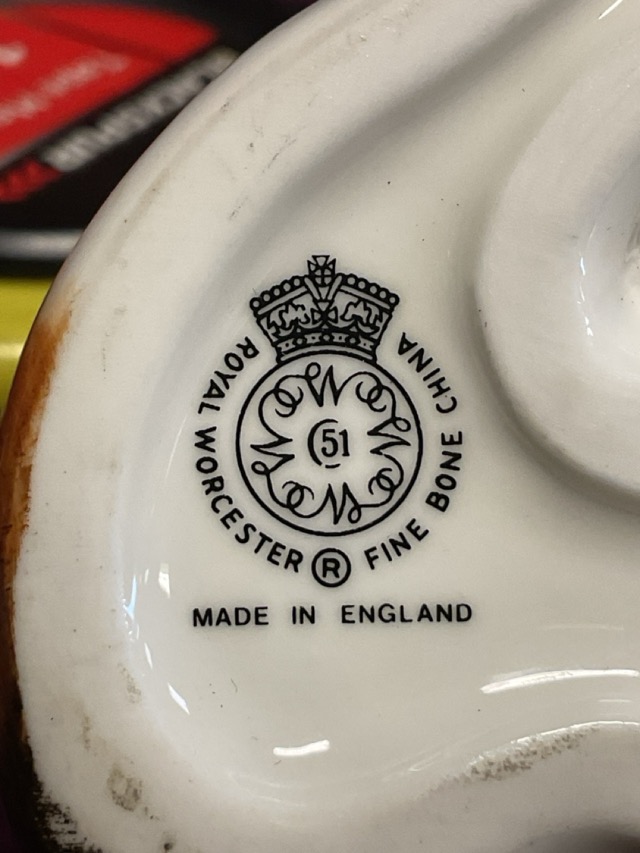 ROYAL WORCESTER ® FINE BONE CHINA
51
MADE IN ENGLAND